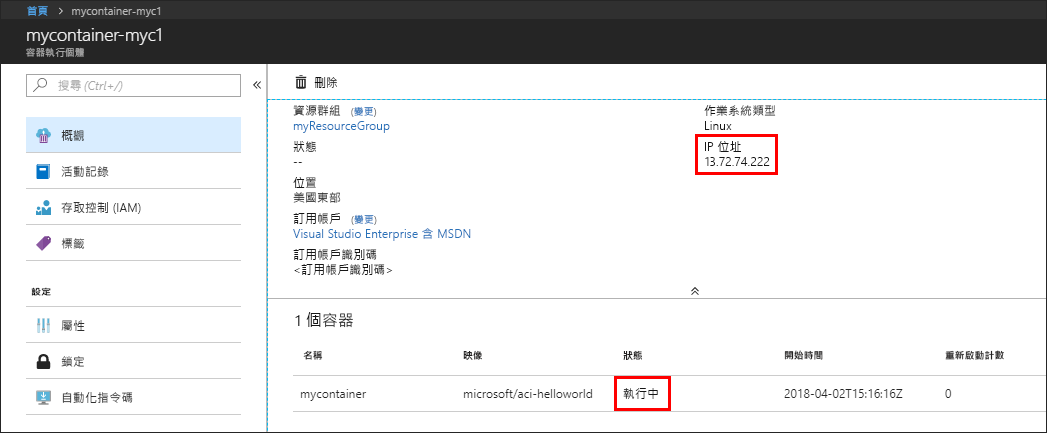 首頁 > mycontainer-myc1
mycontainer-myc1
容器執行個體
搜尋 (Ctrl+/)
概觀
活動記錄
存取控制 (IAM)
標籤
設定
屬性
鎖定
自動化指令碼
刪除
資源群組 (變更)
myResourceGroup
狀態
--
位置
美國東部
訂用帳戶 (變更)
Visual Studio Enterprise 含 MSDN
訂用帳戶識別碼
<訂用帳戶識別碼>
作業系統類型
Linux
IP 位址
13.72.74.222
1 個容器
名稱 映像 狀態 開始時間 重新啟動計數
mycontainer microsoft/aci-helloworld 執行中 2018-04-02T15:16:16Z 0